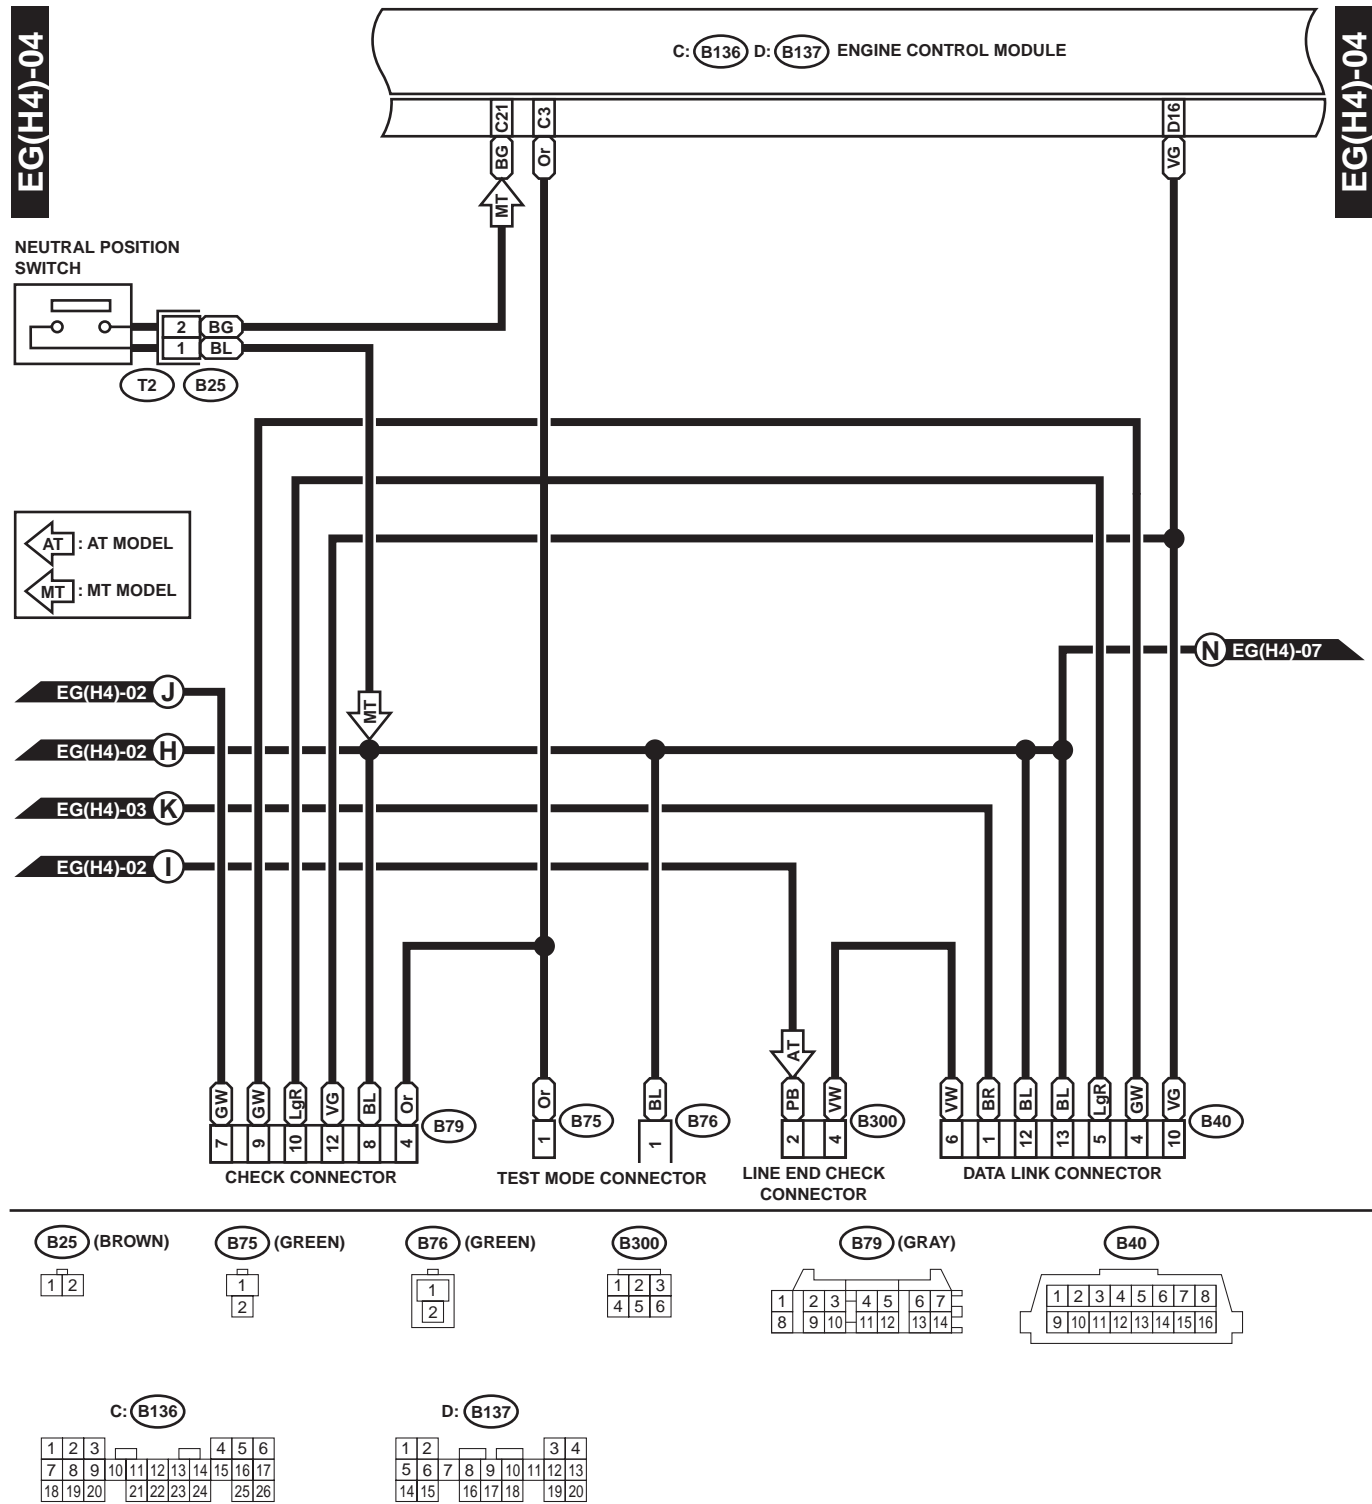 EG(H4)-04
EG(H4)-04
C: B136 D: B137 ENGINE CONTROL MODULE
C21 C3 D16
BG Or VG
MT
NEUTRAL POSITION
SWITCH
2 BG
1 BL
T2 B25
AT : AT MODEL
MT : MT MODEL
N EG(H4)-07
EG(H4)-02 J
MT
EG(H4)-02 H
EG(H4)-03 K
EG(H4)-02 I
AT
GW GW LgR VG BL Or Or BL PB VW VW BR BL BL LgR GW VG
7 9 10 12 8 4 B79 1 B75 1 B76 2 4 B300 6 1 12 13 5 4 10 B40
CHECK CONNECTOR
TEST MODE CONNECTOR
LINE END CHECK
CONNECTOR
DATA LINK CONNECTOR
B25 (BROWN)
1 2
B75 (GREEN)
1
2
B76 (GREEN)
1
2
B300
1 2 3
4 5 6
B79 (GRAY)
1 2 3 4 5 6 7
8 9 10 11 12 13 14
B40
1 2 3 4 5 6 7 8
9 10 11 12 13 14 15 16
C: B136
1 2 3 4 5 6
7 8 9 10 11 12 13 14 15 16 17
18 19 20 21 22 23 24 25 26
D: B137
1 2 3 4
5 6 7 8 9 10 11 12 13
14 15 16 17 18 19 20